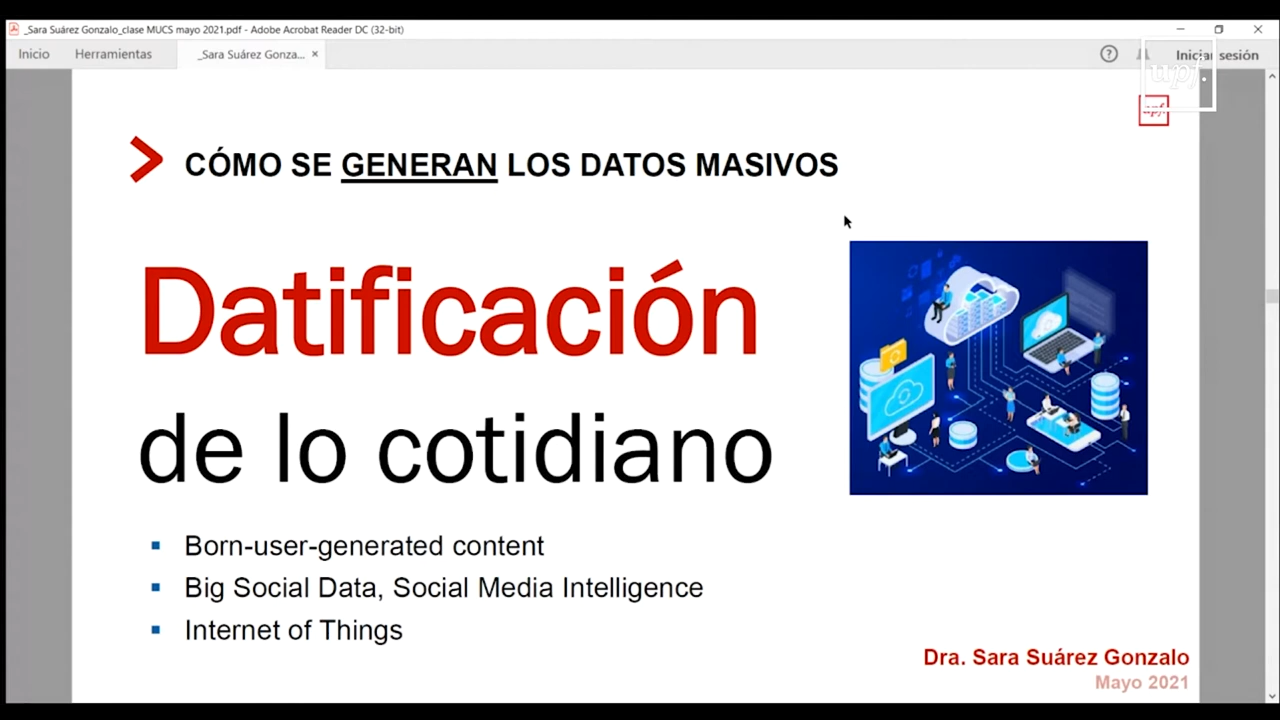 _Sara Suárez Gonzalo_clase MUCS mayo 2021.pdf - Adobe Acrobat Reader DC (32-bit)
Inicio Herramientas _Sara Suárez Gonza... × ? Iniciar sesión
upf.
upf.
CÓMO SE GENERAN LOS DATOS MASIVOS
Datificación
de lo cotidiano
Born-user-generated content
Big Social Data, Social Media Intelligence
Internet of Things
Dra. Sara Suárez Gonzalo
Mayo 2021